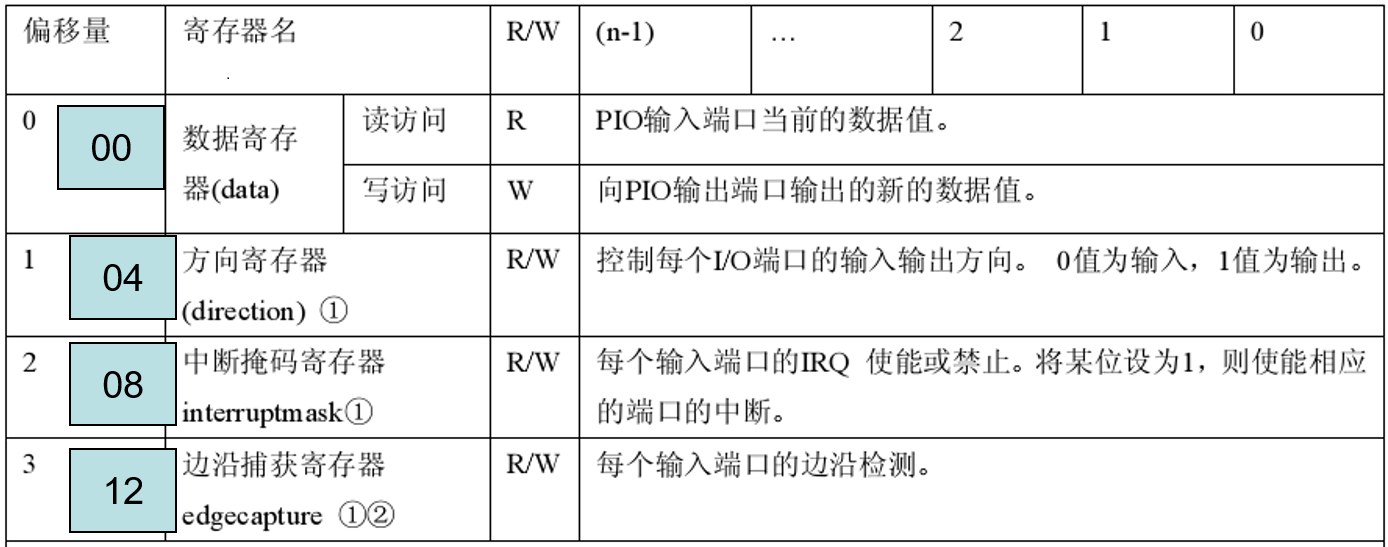 偏移量 寄存器名 R/W (n-1) … 2 1 0
0 00 数据寄存器(data) 读访问 R PIO输入端口当前的数据值。
写访问 W 向PIO输出端口输出的新的数据值。
1 04 方向寄存器 R/W 控制每个I/O端口的输入输出方向。 0值为输入，1值为输出。
(direction) ①
2 08 中断掩码寄存器 R/W 每个输入端口的IRQ 使能或禁止。将某位设为1，则使能相应
interruptmask① 的端口的中断。
3 12 边沿捕获寄存器 R/W 每个输入端口的边沿检测。
edgecapture ①②